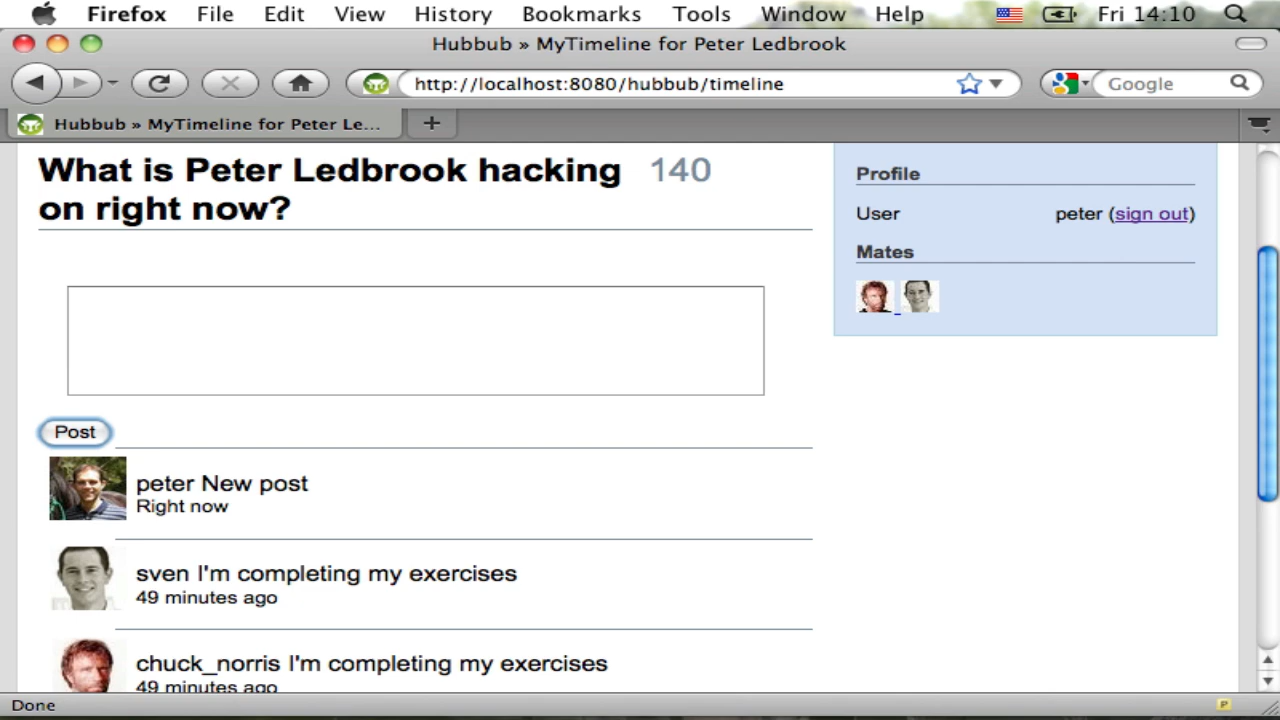 Firefox File Edit View History Bookmarks Tools Window Help Fri 14:10
Hubbub » MyTimeline for Peter Ledbrook
http://localhost:8080/hubbub/timeline Google
Hubbub » MyTimeline for Peter Le...
What is Peter Ledbrook hacking 140
on right now?
Post
peter New post
Right now
sven I'm completing my exercises
49 minutes ago
chuck_norris I'm completing my exercises
49 minutes ago
Profile
User peter (sign out)
Mates
Done P